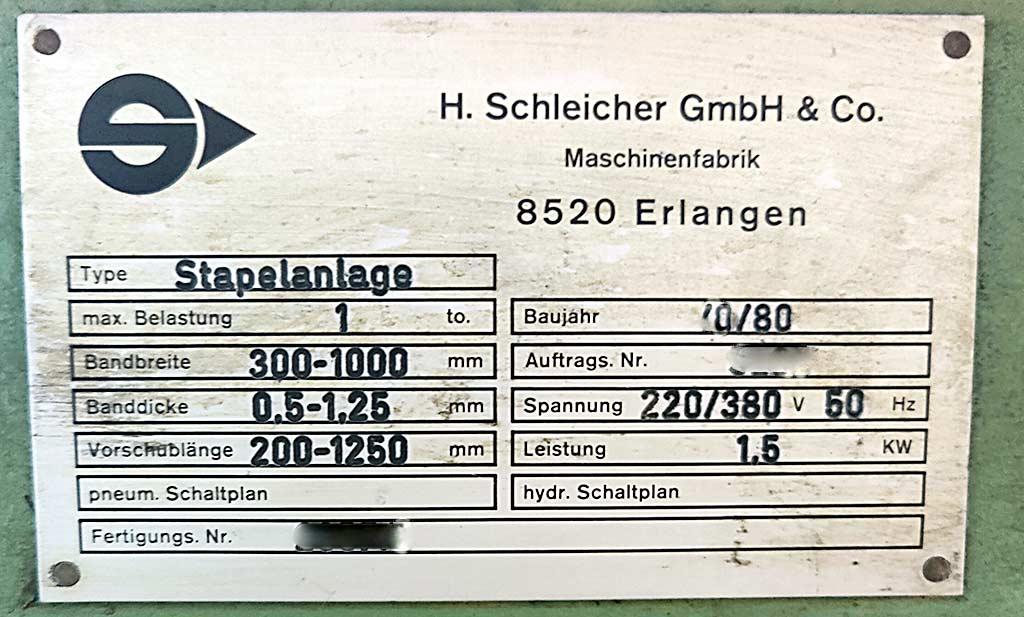 H. Schleicher GmbH & Co.
Maschinenfabrik
8520 Erlangen
Type Stapelanlage
max. Belastung 1 to.
Baujahr 0/80
Bandbreite 300-1000 mm
Auftrags. Nr.
Banddicke 0,5-1,25 mm
Spannung 220/380 V 50 Hz
Vorschublänge 200-1250 mm
Leistung 1,5 KW
pneum. Schaltplan
hydr. Schaltplan
Fertigungs. Nr.